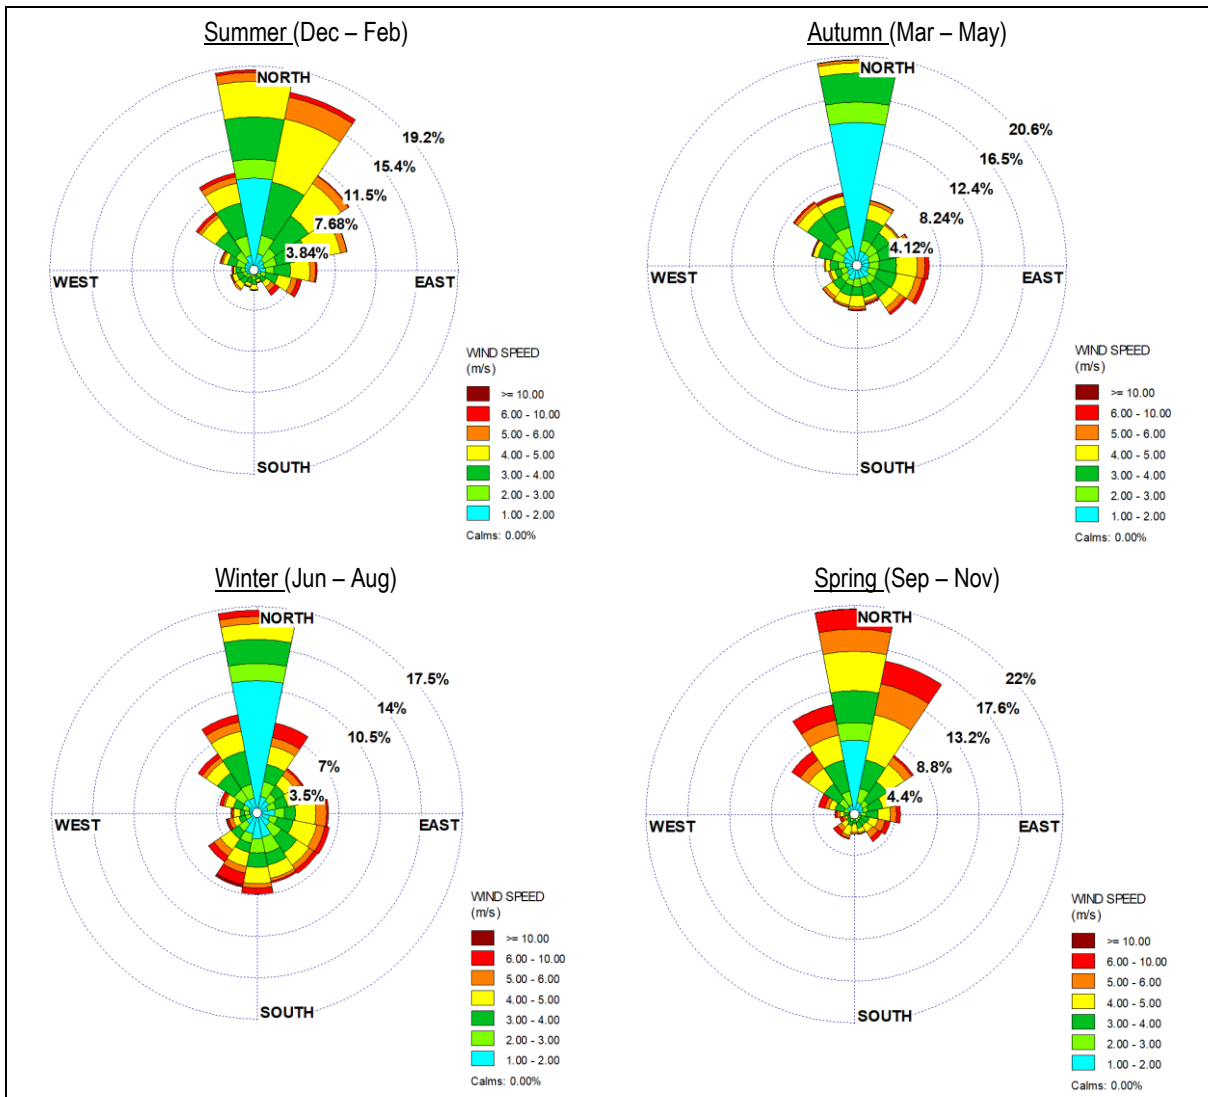 Summer (Dec – Feb)
NORTH
19.2%
15.4%
11.5%
7.68%
3.84%
WEST
EAST
SOUTH
WIND SPEED
(m/s)
>= 10.00
6.00 - 10.00
5.00 - 6.00
4.00 - 5.00
3.00 - 4.00
2.00 - 3.00
1.00 - 2.00
Calms: 0.00%
Autumn (Mar – May)
NORTH
20.6%
16.5%
12.4%
8.24%
4.12%
WEST
EAST
SOUTH
WIND SPEED
(m/s)
>= 10.00
6.00 - 10.00
5.00 - 6.00
4.00 - 5.00
3.00 - 4.00
2.00 - 3.00
1.00 - 2.00
Calms: 0.00%
Winter (Jun – Aug)
NORTH
17.5%
14%
10.5%
7%
3.5%
WEST
EAST
SOUTH
WIND SPEED
(m/s)
>= 10.00
6.00 - 10.00
5.00 - 6.00
4.00 - 5.00
3.00 - 4.00
2.00 - 3.00
1.00 - 2.00
Calms: 0.00%
Spring (Sep – Nov)
NORTH
22%
17.6%
13.2%
8.8%
4.4%
WEST
EAST
SOUTH
WIND SPEED
(m/s)
>= 10.00
6.00 - 10.00
5.00 - 6.00
4.00 - 5.00
3.00 - 4.00
2.00 - 3.00
1.00 - 2.00
Calms: 0.00%